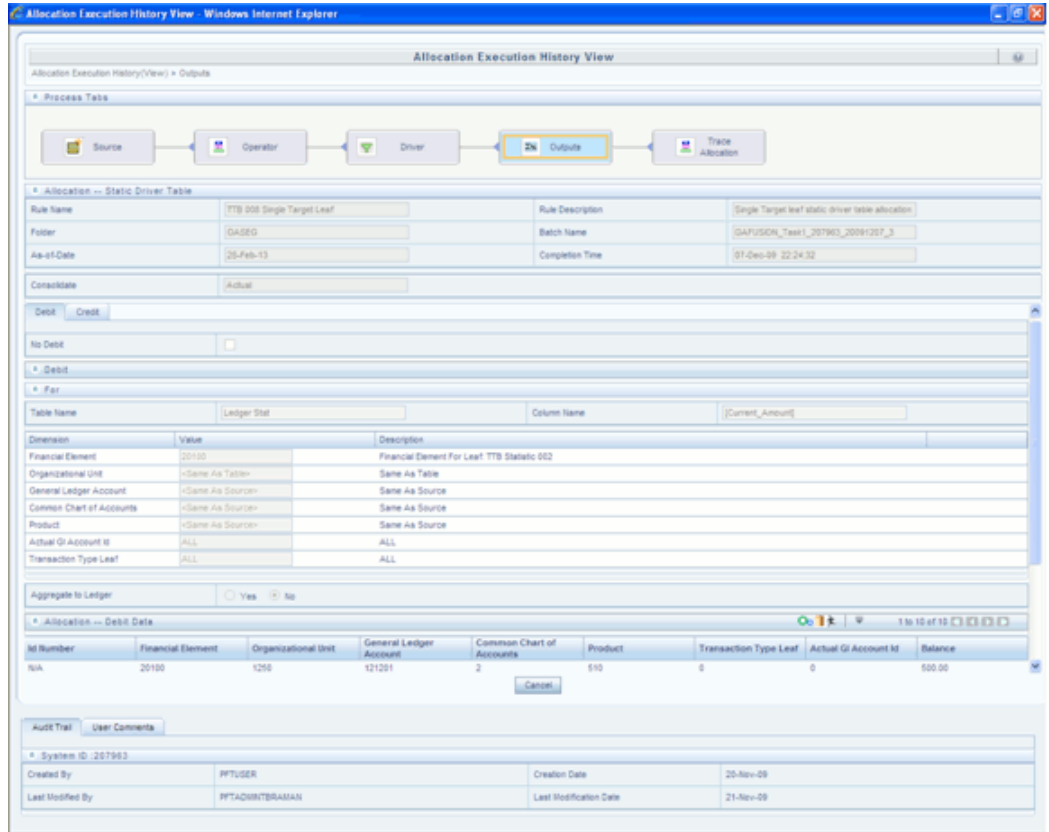 Allocation Execution History View - Windows Internet Explorer
Allocation Execution History View
Allocation Execution History(View) > Outputs
Process Tabs
Source
Operator
Driver
Outputs
Trace Allocation
Allocation -- Static Driver Table
Rule Name TTB 008 Single Target Leaf Rule Description Single Target leaf static driver table allocation
Folder OASEG Batch Name OAFUSION_Task1_207963_20091207_3
As-of-Date 28-Feb-13 Completion Time 07-Dec-09 22:24:32
Consolidate Actual
Debit Credit
No Debit
Debit
For
Table Name Ledger Stat Column Name [Current_Amount]
Dimension Value Description
Financial Element 20100 Financial Element For Leaf: TTB Statistic 002
Organizational Unit <Same As Table> Same As Table
General Ledger Account <Same As Source> Same As Source
Common Chart of Accounts <Same As Source> Same As Source
Product <Same As Source> Same As Source
Actual Gl Account Id ALL ALL
Transaction Type Leaf ALL ALL
Aggregate to Ledger Yes No
Allocation -- Debit Data 1 to 10 of 10
Id Number Financial Element Organizational Unit General Ledger Account Common Chart of Accounts Product Transaction Type Leaf Actual Gl Account Id Balance
N/A 20100 1250 121201 2 510 0 0 500.00
Cancel
Audit Trail User Comments
System ID :207963
Created By PFTUSER Creation Date 20-Nov-09
Last Modified By PFTADMINTBRAMAN Last Modification Date 21-Nov-09